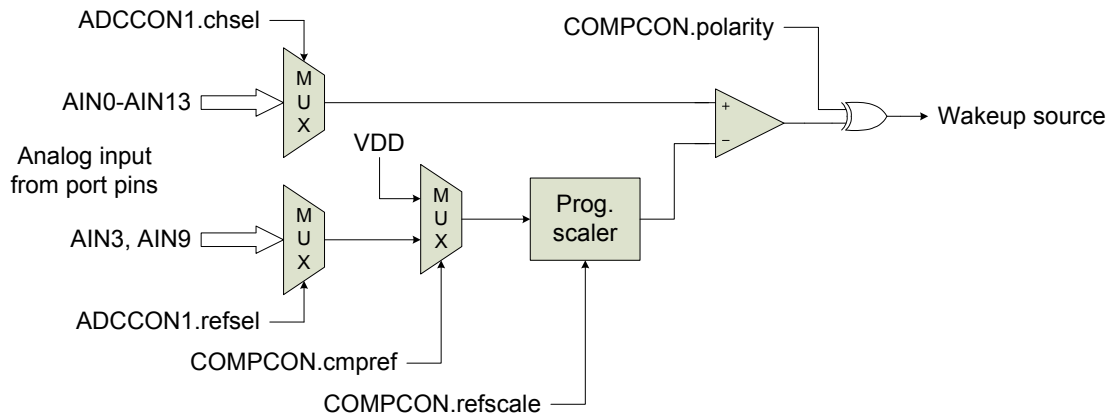 ADCCON1.chsel
COMPCON.polarity
M
U
X
AIN0-AIN13
+
Wakeup source
−
Analog input
from port pins
VDD
M
U
X
M
U
X
Prog.
scaler
AIN3, AIN9
ADCCON1.refsel
COMPCON.cmpref
COMPCON.refscale